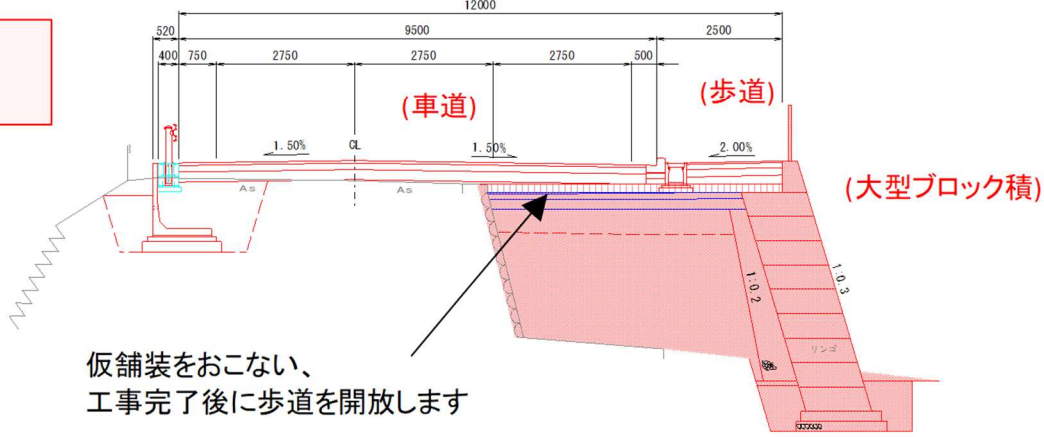 12000
520
9500
2500
400
750
2750
2750
2750
500
(車道)
(歩道)
1.50%
CL
1.50%
2.00%
As
As
(大型ブロック積)
1:0.2
1:0.3
リンゴ
仮舗装をおこない、
工事完了後に歩道を開放します